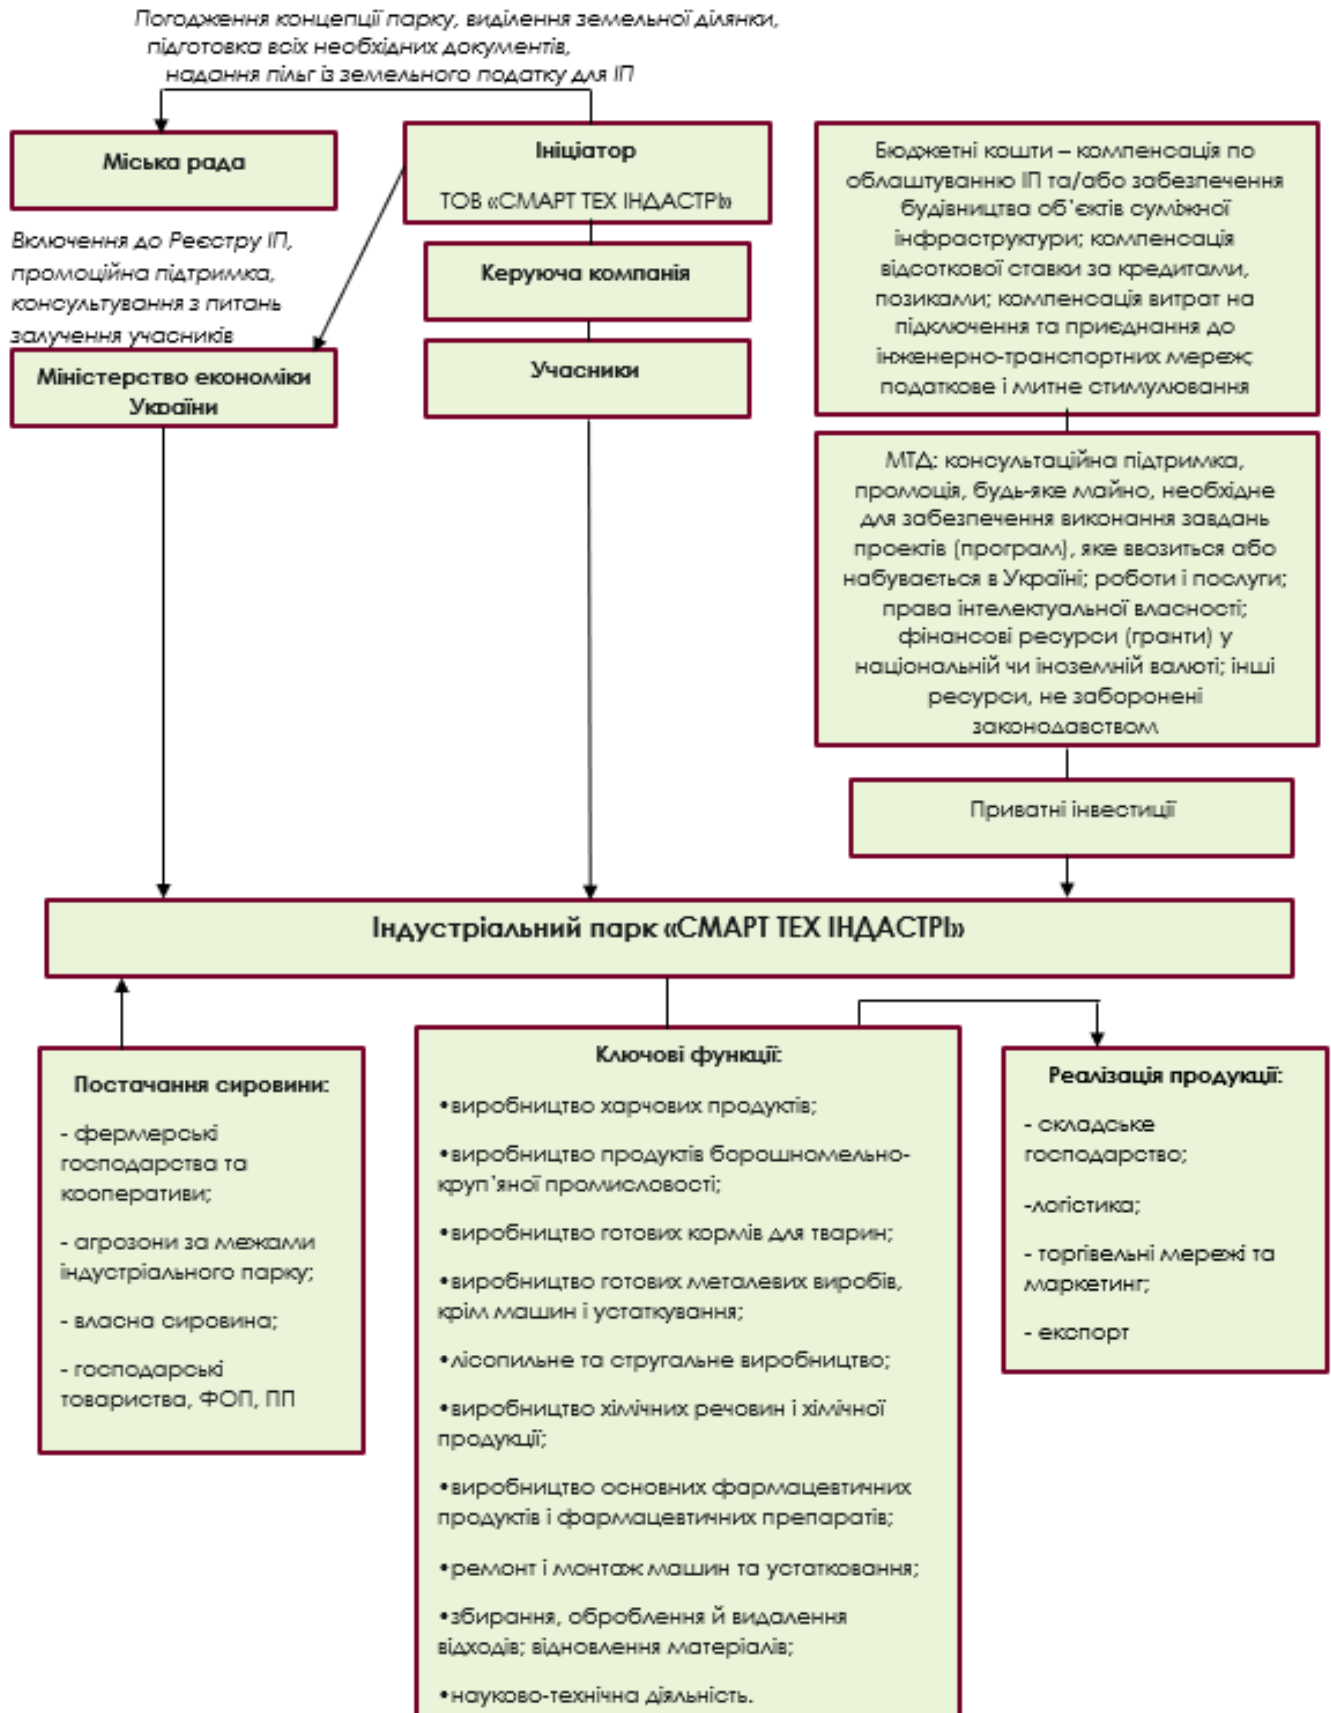 Погодження концепції парку, виділення земельної ділянки,
підготовка всіх необхідних документів,
надання пільг із земельного податку для ІП
Міська рада
Ініціатор
ТОВ «СМАРТ ТЕХ ІНДАСТРІ»
Включення до Реєстру ІП,
промоційна підтримка,
консультування з питань
залучення учасників
Керуюча компанія
Міністерство економіки
України
Учасники
Бюджетні кошти – компенсація по
облаштуванню ІП та/або забезпечення
будівництва об'єктів суміжної
інфраструктури; компенсація
відсоткової ставки за кредитами,
позиками; компенсація витрат на
підключення та приєднання до
інженерно-транспортних мереж;
податкове і митне стимулювання
МТД: консультаційна підтримка,
промоція, будь-яке майно, необхідне
для забезпечення виконання завдань
проектів (програм), яке ввозиться або
набувається в Україні; роботи і послуги;
права інтелектуальної власності;
фінансові ресурси (гранти) у
національній чи іноземній валюті; інші
ресурси, не заборонені
законодавством
Приватні інвестиції
Індустріальний парк «СМАРТ ТЕХ ІНДАСТРІ»
Постачання сировини:
- фермерські
господарства та
кооперативи;
- агрозони за межами
індустріального парку;
- власна сировина;
- господарські
товариства, ФОП, ПП
Ключові функції:
•виробництво харчових продуктів;
•виробництво продуктів борошномельно-
круп'яної промисловості;
•виробництво готових кормів для тварин;
•виробництво готових металевих виробів,
крім машин і устаткування;
•лісопильне та стругальне виробництво;
•виробництво хімічних речовин і хімічної
продукції;
•виробництво основних фармацевтичних
продуктів і фармацевтичних препаратів;
•ремонт і монтаж машин та устатковання;
•збирання, оброблення й видалення
відходів; відновлення матеріалів;
•науково-технічна діяльність.
Реалізація продукції:
- складське
господарство;
-логістика;
- торгівельні мережі та
маркетинг;
- експорт